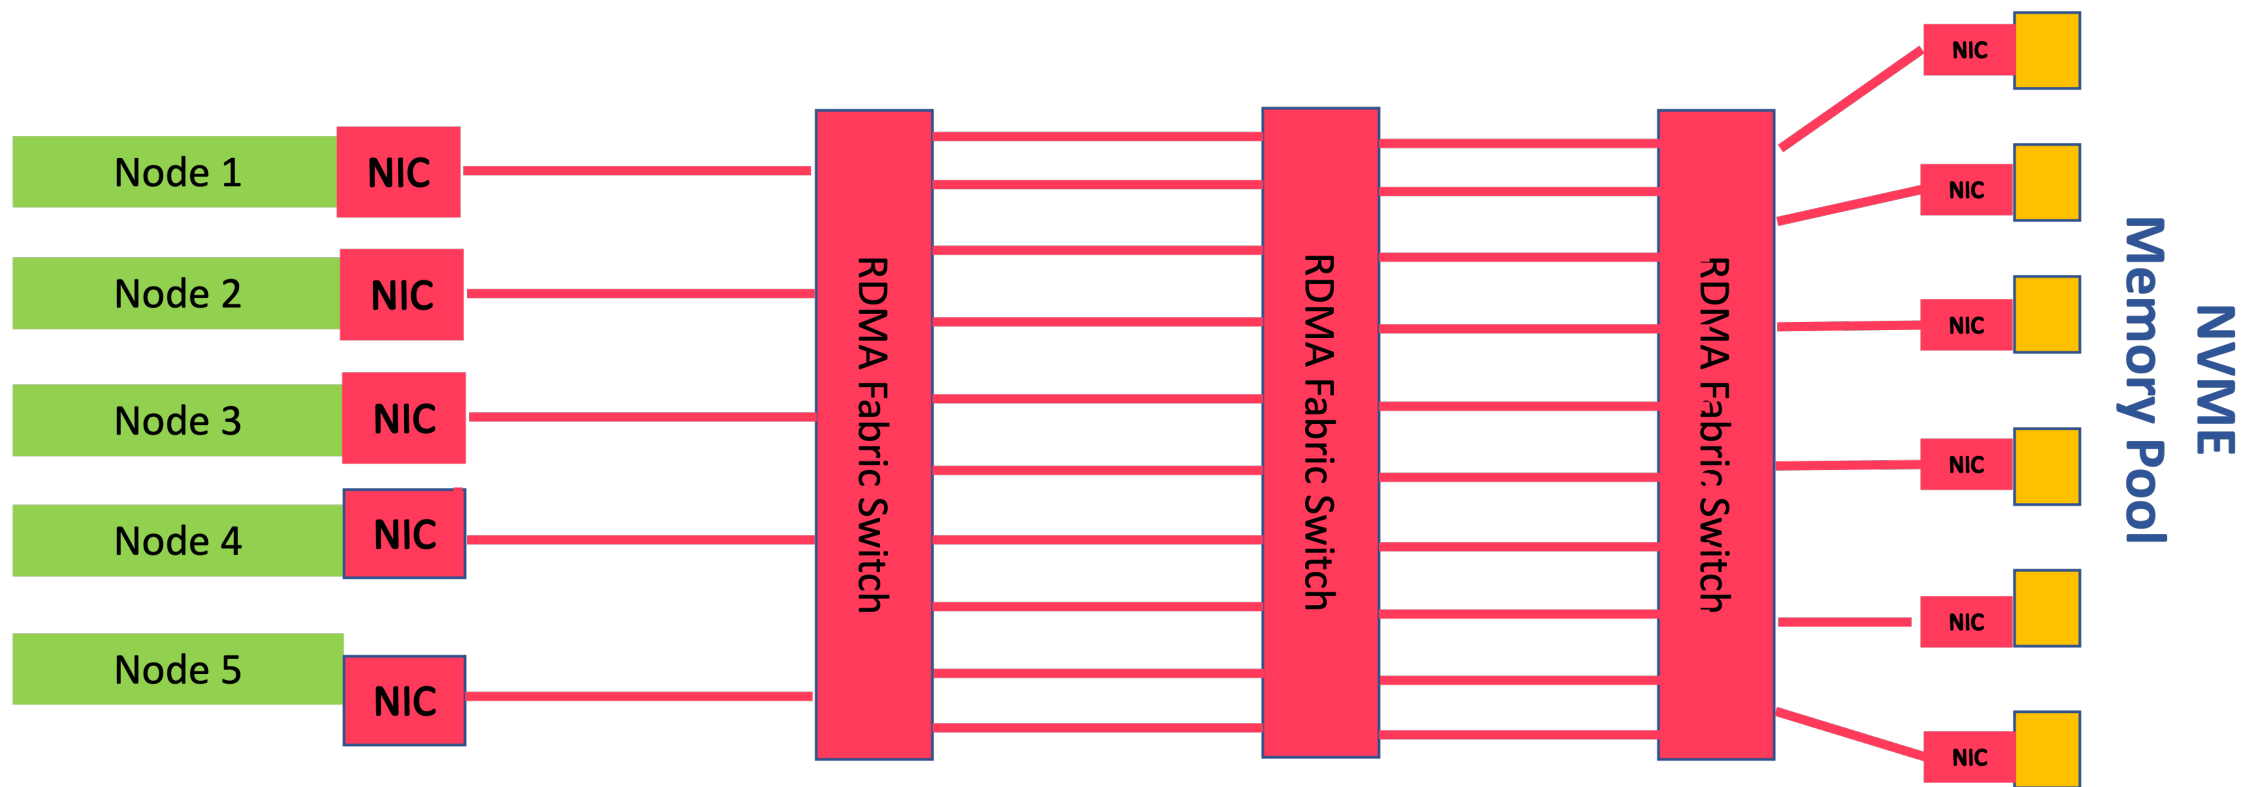 Node 1
NIC
Node 2
NIC
Node 3
NIC
Node 4
NIC
Node 5
NIC
RDMA Fabric Switch
RDMA Fabric Switch
RDMA Fabric Switch
NIC
NIC
NIC
NIC
NIC
NIC
NVME
Memory Pool